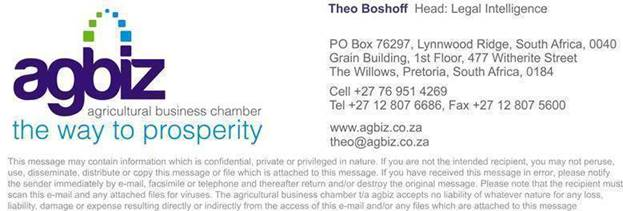 Theo Boshoff Head: Legal Intelligence
PO Box 76297, Lynnwood Ridge, South Africa, 0040
Grain Building, 1st Floor, 477 Witherite Street
The Willows, Pretoria, South Africa, 0184
Cell +27 76 951 4269
Tel +27 12 807 6686, Fax +27 12 807 5600
www.agbiz.co.za
theo@agbiz.co.za
agbiz
agricultural business chamber
the way to prosperity
This message may contain information which is confidential, private or privileged in nature. If you are not the intended recipient, you may not peruse,
use, disseminate, distribute or copy this message or file which is attached to this message. If you have received this message in error, please notify
the sender immediately by e-mail, facsimile or telephone and thereafter return and/or destroy the original message. Please note that the recipient must
scan this e-mail and any attached files for viruses. The agricultural business chamber t/a agbiz accepts no liability of whatever nature for any loss,
liability, damage or expense resulting directly or indirectly from the access of this e-mail and/or any files which are attached to this message